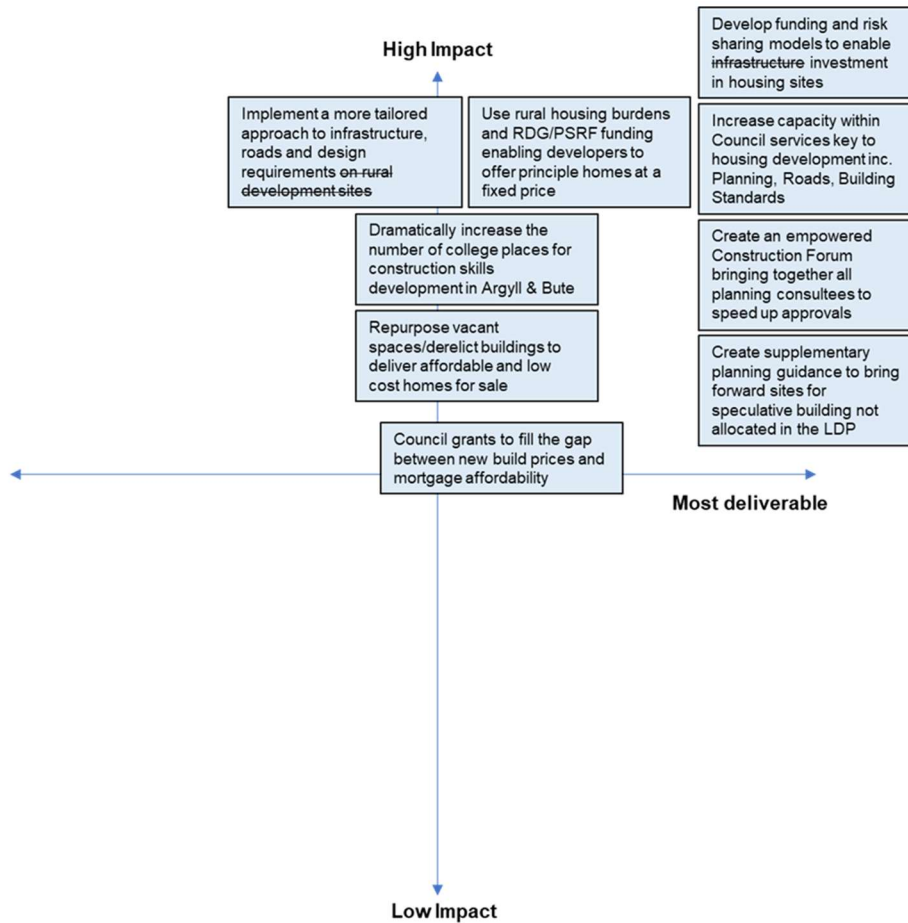 High Impact
Develop funding and risk
sharing models to enable
infrastructure investment
in housing sites
Implement a more tailored
approach to infrastructure,
roads and design
requirements on rural
development sites
Use rural housing burdens
and RDG/PSRF funding
enabling developers to
offer principle homes at a
fixed price
Increase capacity within
Council services key to
housing development inc.
Planning, Roads, Building
Standards
Dramatically increase the
number of college places for
construction skills
development in Argyll & Bute
Create an empowered
Construction Forum
bringing together all
planning consultees to
speed up approvals
Repurpose vacant
spaces/derelict buildings to
deliver affordable and low
cost homes for sale
Create supplementary
planning guidance to bring
forward sites for
speculative building not
allocated in the LDP
Council grants to fill the gap
between new build prices and
mortgage affordability
Most deliverable
Low Impact